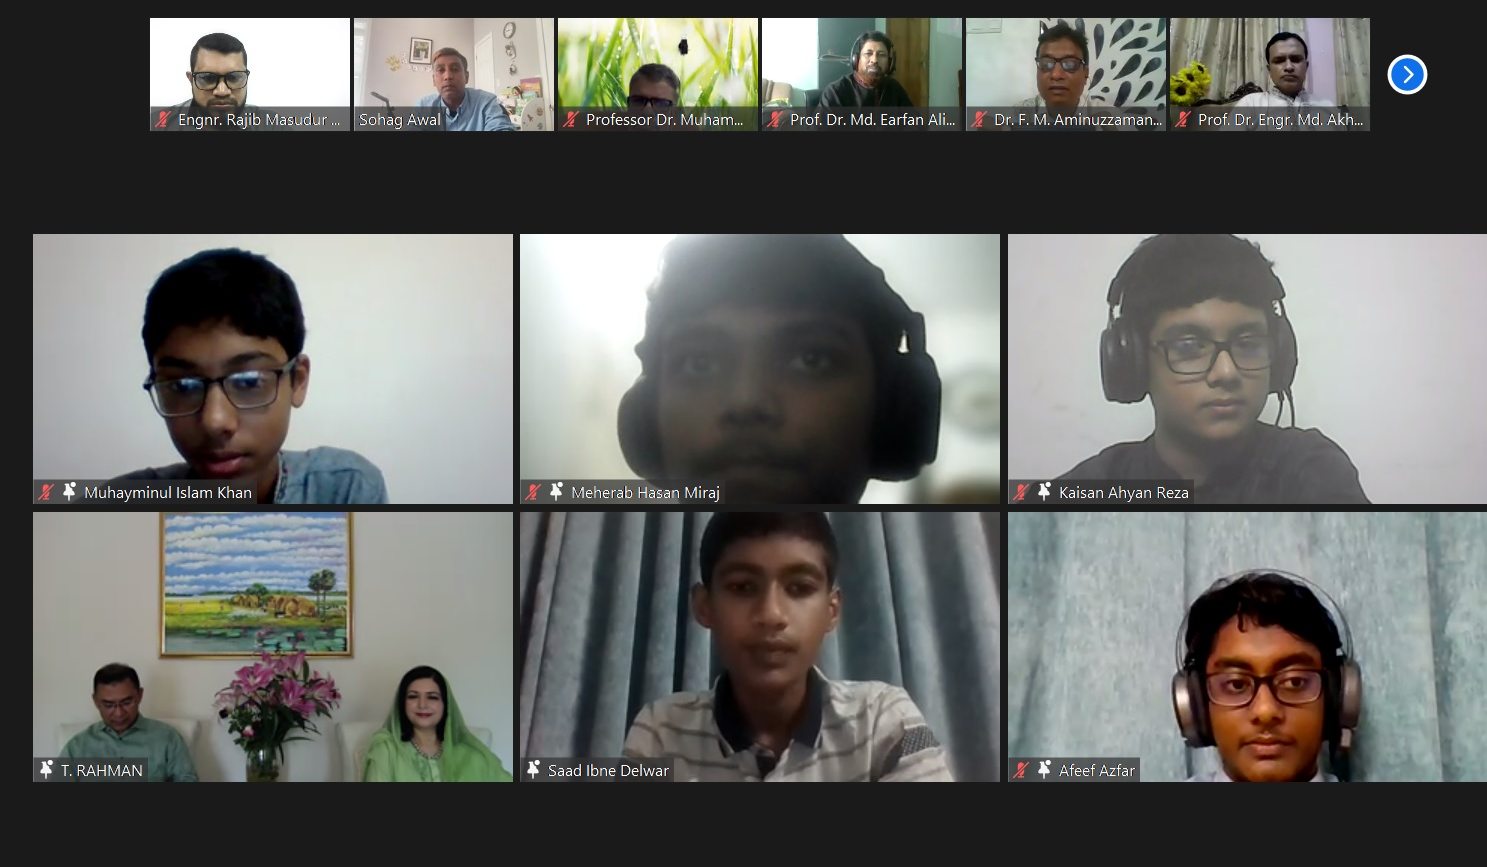 Engnr. Rajib Masudur ...
Sohag Awal
Professor Dr. Muham...
Prof. Dr. Md. Earfan Ali...
Dr. F. M. Aminuzzaman...
Prof. Dr. Engr. Md. Akh...
Muhayminul Islam Khan
Meherab Hasan Miraj
Kaisan Ahyan Reza
T. RAHMAN
Saad Ibne Delwar
Afeef Azfar